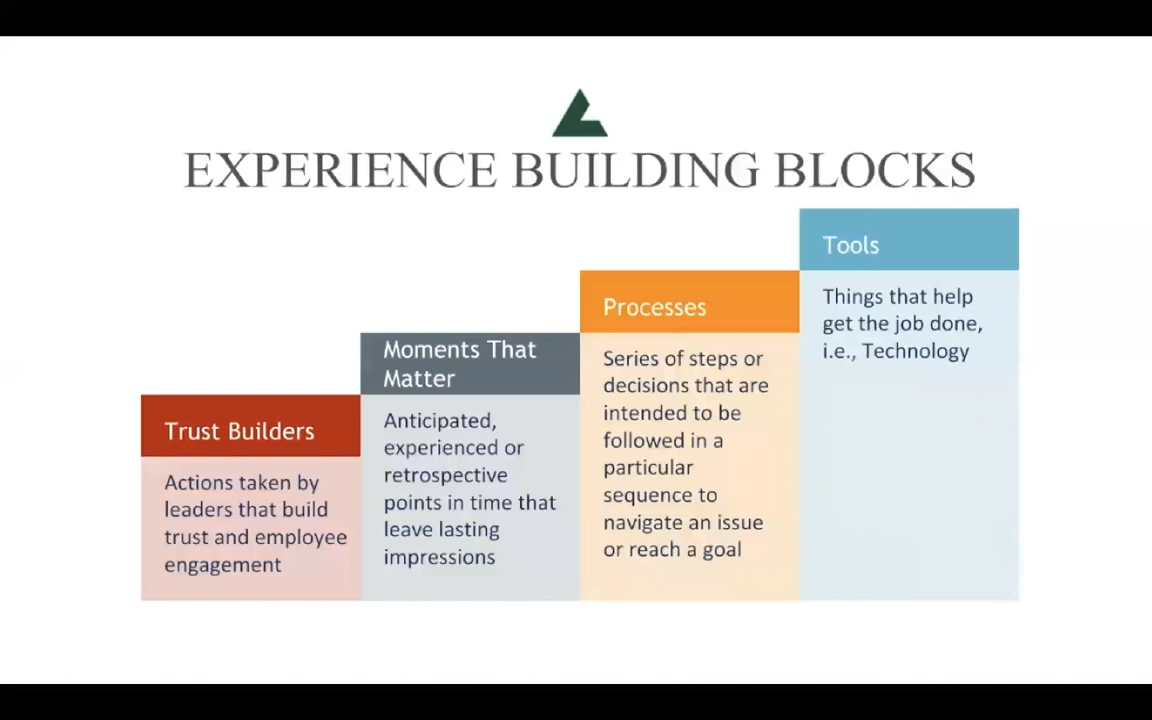 EXPERIENCE BUILDING BLOCKS
Trust Builders
Actions taken by
leaders that build
trust and employee
engagement
Moments That
Matter
Anticipated,
experienced or
retrospective
points in time that
leave lasting
impressions
Processes
Series of steps or
decisions that are
intended to be
followed in a
particular
sequence to
navigate an issue
or reach a goal
Tools
Things that help
get the job done,
i.e., Technology